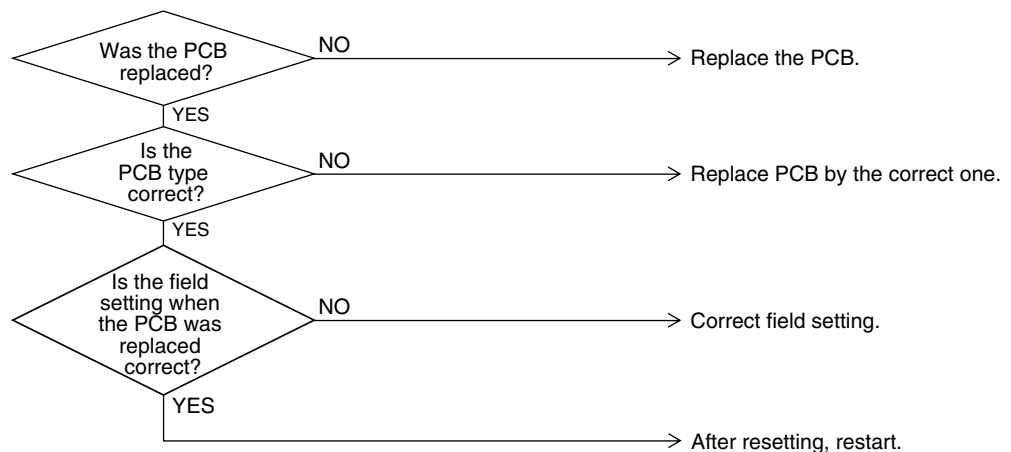 Was the PCB
replaced?
NO
Replace the PCB.
YES
Is the
PCB type
correct?
NO
Replace PCB by the correct one.
YES
Is the field
setting when
the PCB was
replaced
correct?
NO
Correct field setting.
YES
After resetting, restart.